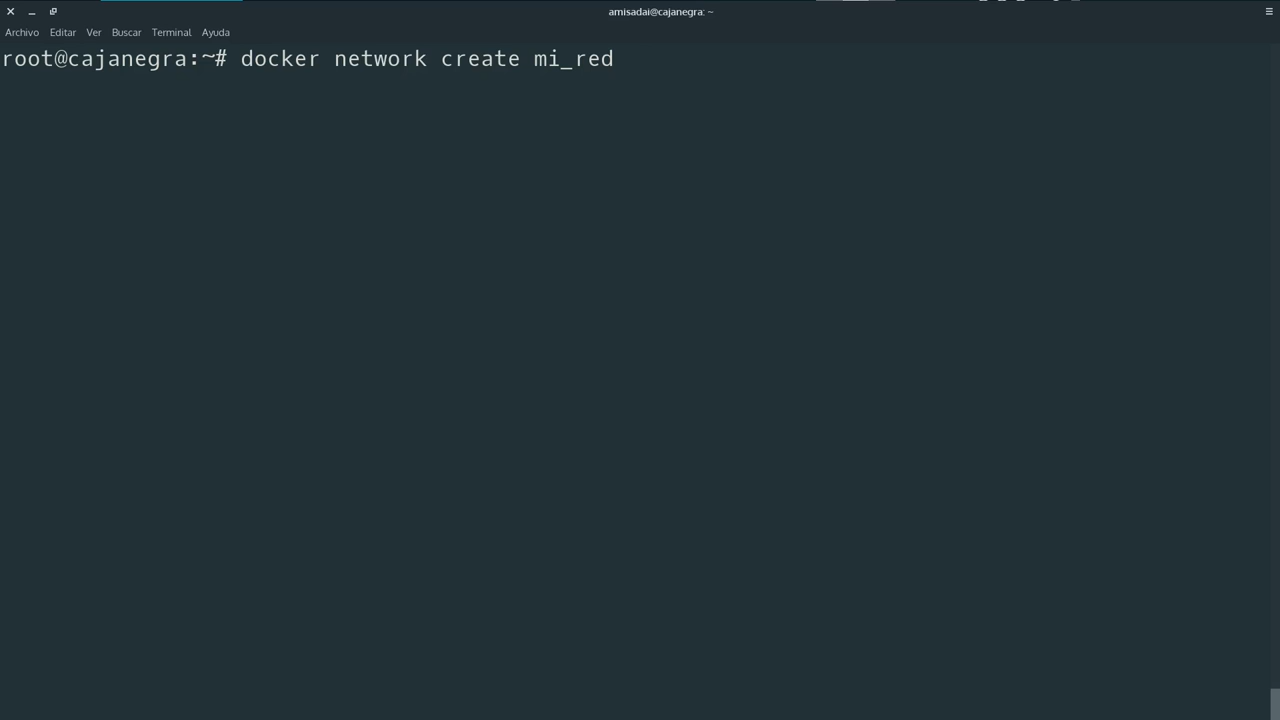 amisadai@cajanegra: ~
Archivo Editar Ver Buscar Terminal Ayuda
root@cajanegra:~# docker network create mi_red